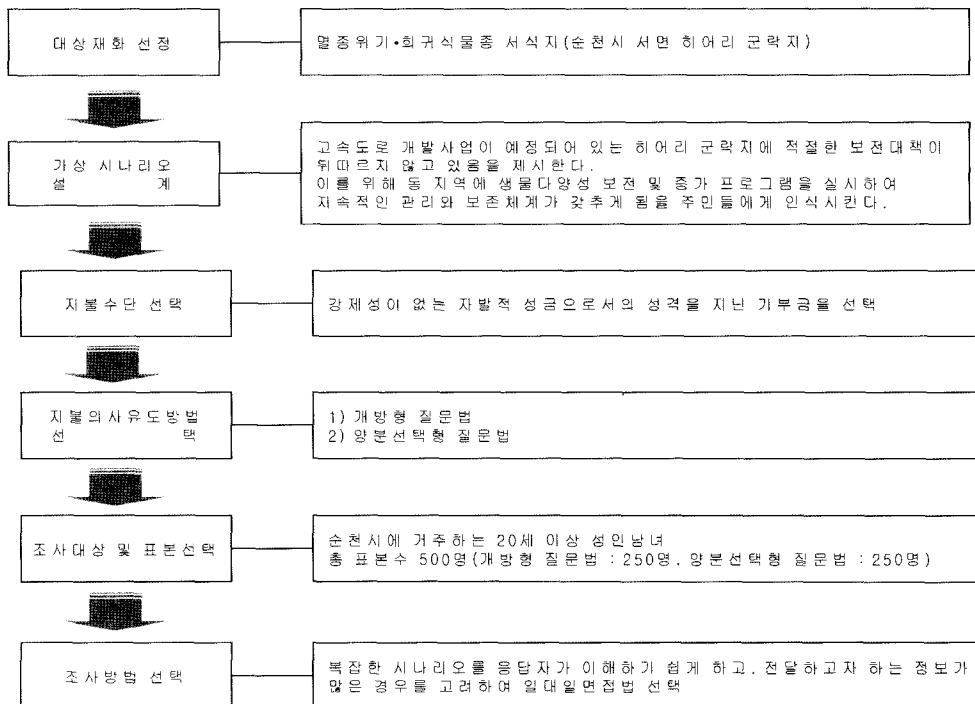 대상재화 선정
멸종위기•희귀식물종 서식지(순천시 서면 히어리 군락지)
가상 시나리오
설 계
고속도로 개발사업이 예정되어 있는 히어리 군락지에 적절한 보전대책이
뒤따르지 않고 있음을 제시한다.
이를 위해 동 지역에 생물다양성 보전 및 증가 프로그램을 실시하여
지속적인 관리와 보존체계가 갖추게 됨을 주민들에게 인식시킨다.
지불수단 선택
강제성이 없는 자발적 성금으로서의 성격을 지닌 기부금을 선택
지불의사유도방법
선 택
1) 개방형 질문법
2) 양분선택형 질문법
조사대상 및 표본선택
순천시에 거주하는 20세 이상 성인남녀
총 표본수 500명(개방형 질문법 : 250명, 양분선택형 질문법 : 250명)
조사방법 선택
복잡한 시나리오를 응답자가 이해하기 쉽게 하고, 전달하고자 하는 정보가
많은 경우를 고려하여 일대일면접법 선택